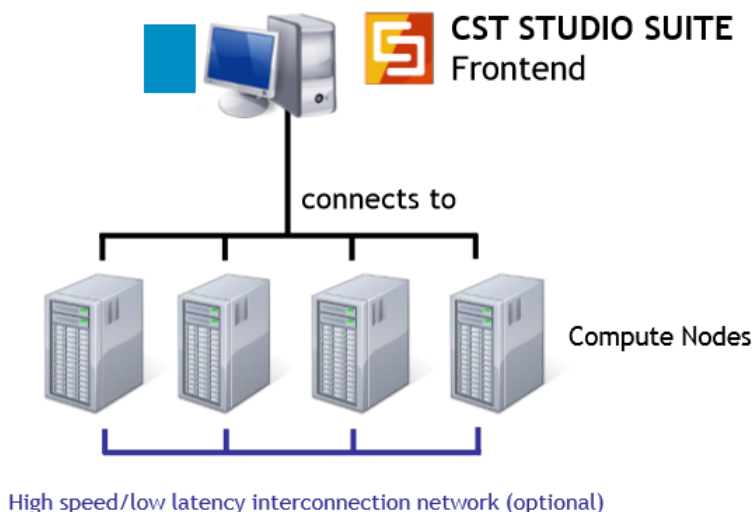 CST STUDIO SUITE
Frontend
connects to
Compute Nodes
High speed/low latency interconnection network (optional)